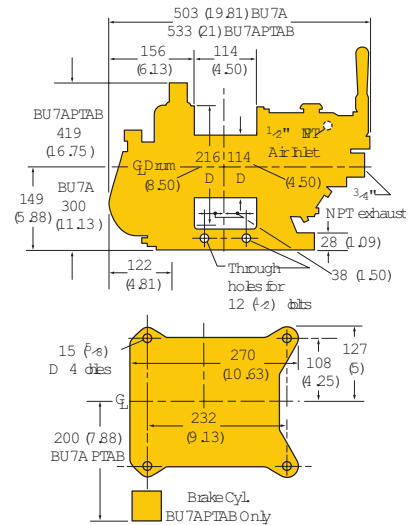 503 (19.81) BU7A
533 (21) BU7APTAB
156
(6.13)
114
(4.50)
BU7APTAB
419
(16.75)
1/2" NPT
Air Inlet
CL Drum
216
(8.50)
D
114
D
(4.50)
BU7A
300
(11.13)
149
(5.88)
3/4"
NPT exhaust
28 (1.09)
38 (1.50)
122
(4.81)
Through
holes for
12 (1/2) bolts
15 (5/8)
D 4 holes
270
(10.63)
127
(5)
108
(4.25)
CL
232
(9.13)
200 (7.88)
BU7APTAB
Brake Cyl.
BU7APTAB Only